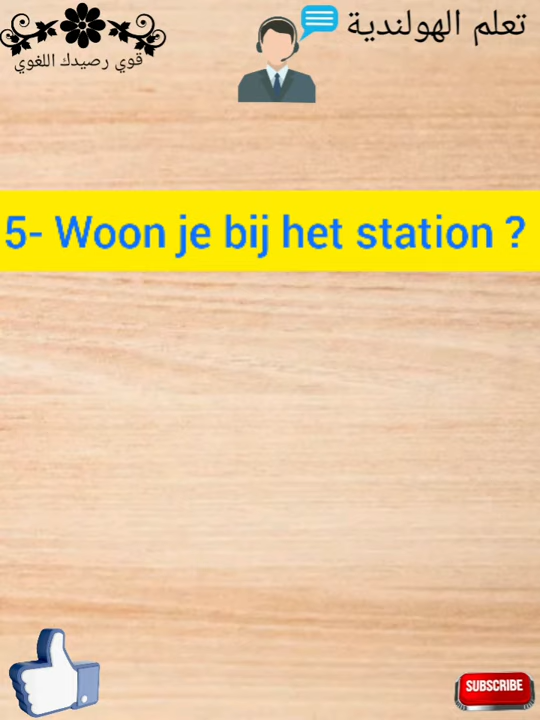 تعلم الهولندية
قوي رصيدك اللغوي
5- Woon je bij het station ?
SUBSCRIBE